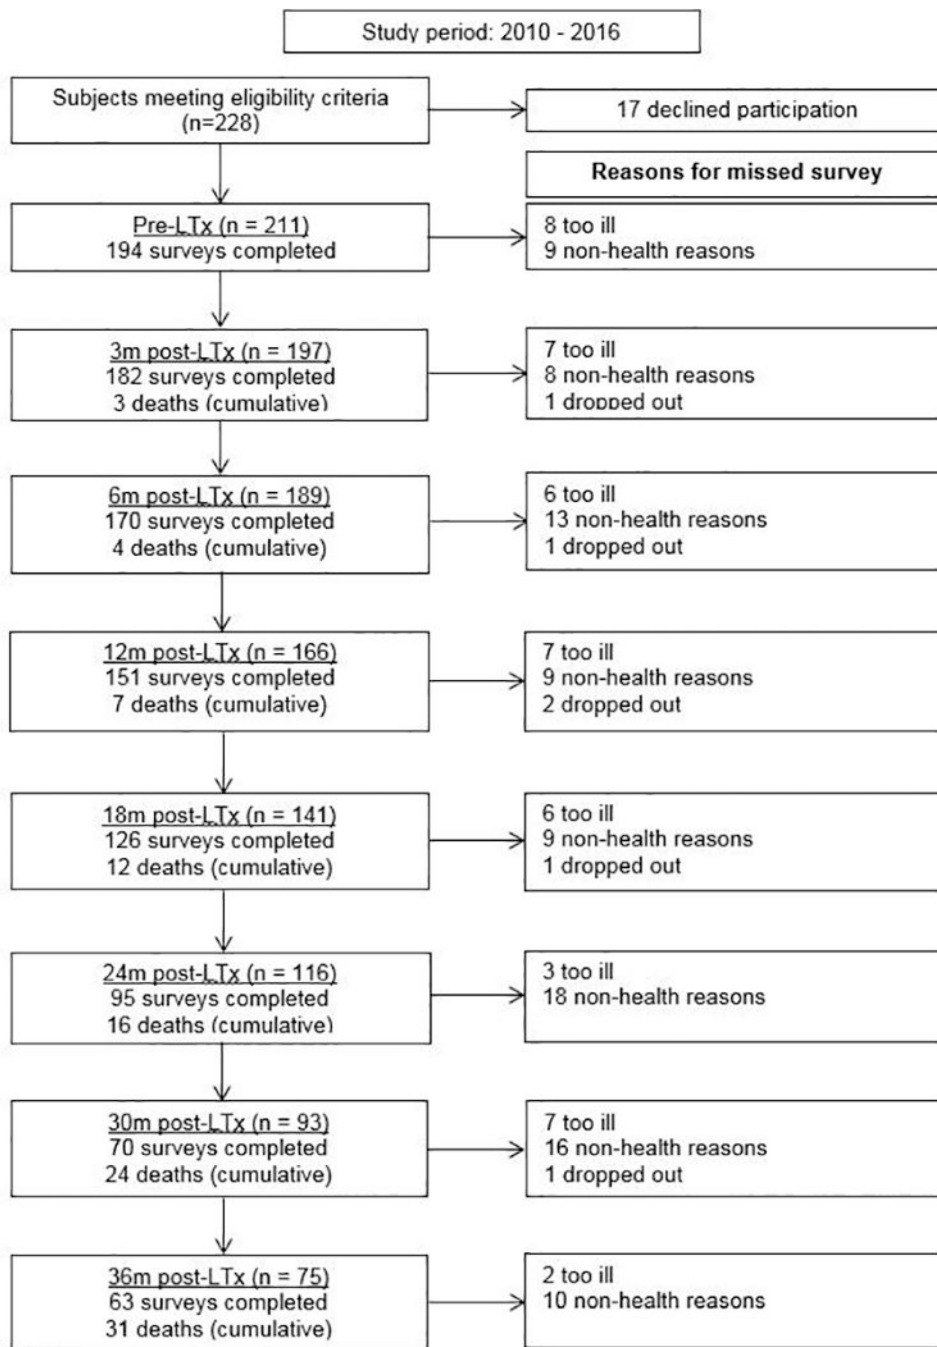 Study period: 2010 - 2016
Subjects meeting eligibility criteria
(n=228)
17 declined participation
Reasons for missed survey
Pre-LTx (n = 211)
194 surveys completed
8 too ill
9 non-health reasons
3m post-LTx (n = 197)
182 surveys completed
3 deaths (cumulative)
7 too ill
8 non-health reasons
1 dropped out
6m post-LTx (n = 189)
170 surveys completed
4 deaths (cumulative)
6 too ill
13 non-health reasons
1 dropped out
12m post-LTx (n = 166)
151 surveys completed
7 deaths (cumulative)
7 too ill
9 non-health reasons
2 dropped out
18m post-LTx (n = 141)
126 surveys completed
12 deaths (cumulative)
6 too ill
9 non-health reasons
1 dropped out
24m post-LTx (n = 116)
95 surveys completed
16 deaths (cumulative)
3 too ill
18 non-health reasons
30m post-LTx (n = 93)
70 surveys completed
24 deaths (cumulative)
7 too ill
16 non-health reasons
1 dropped out
36m post-LTx (n = 75)
63 surveys completed
31 deaths (cumulative)
2 too ill
10 non-health reasons